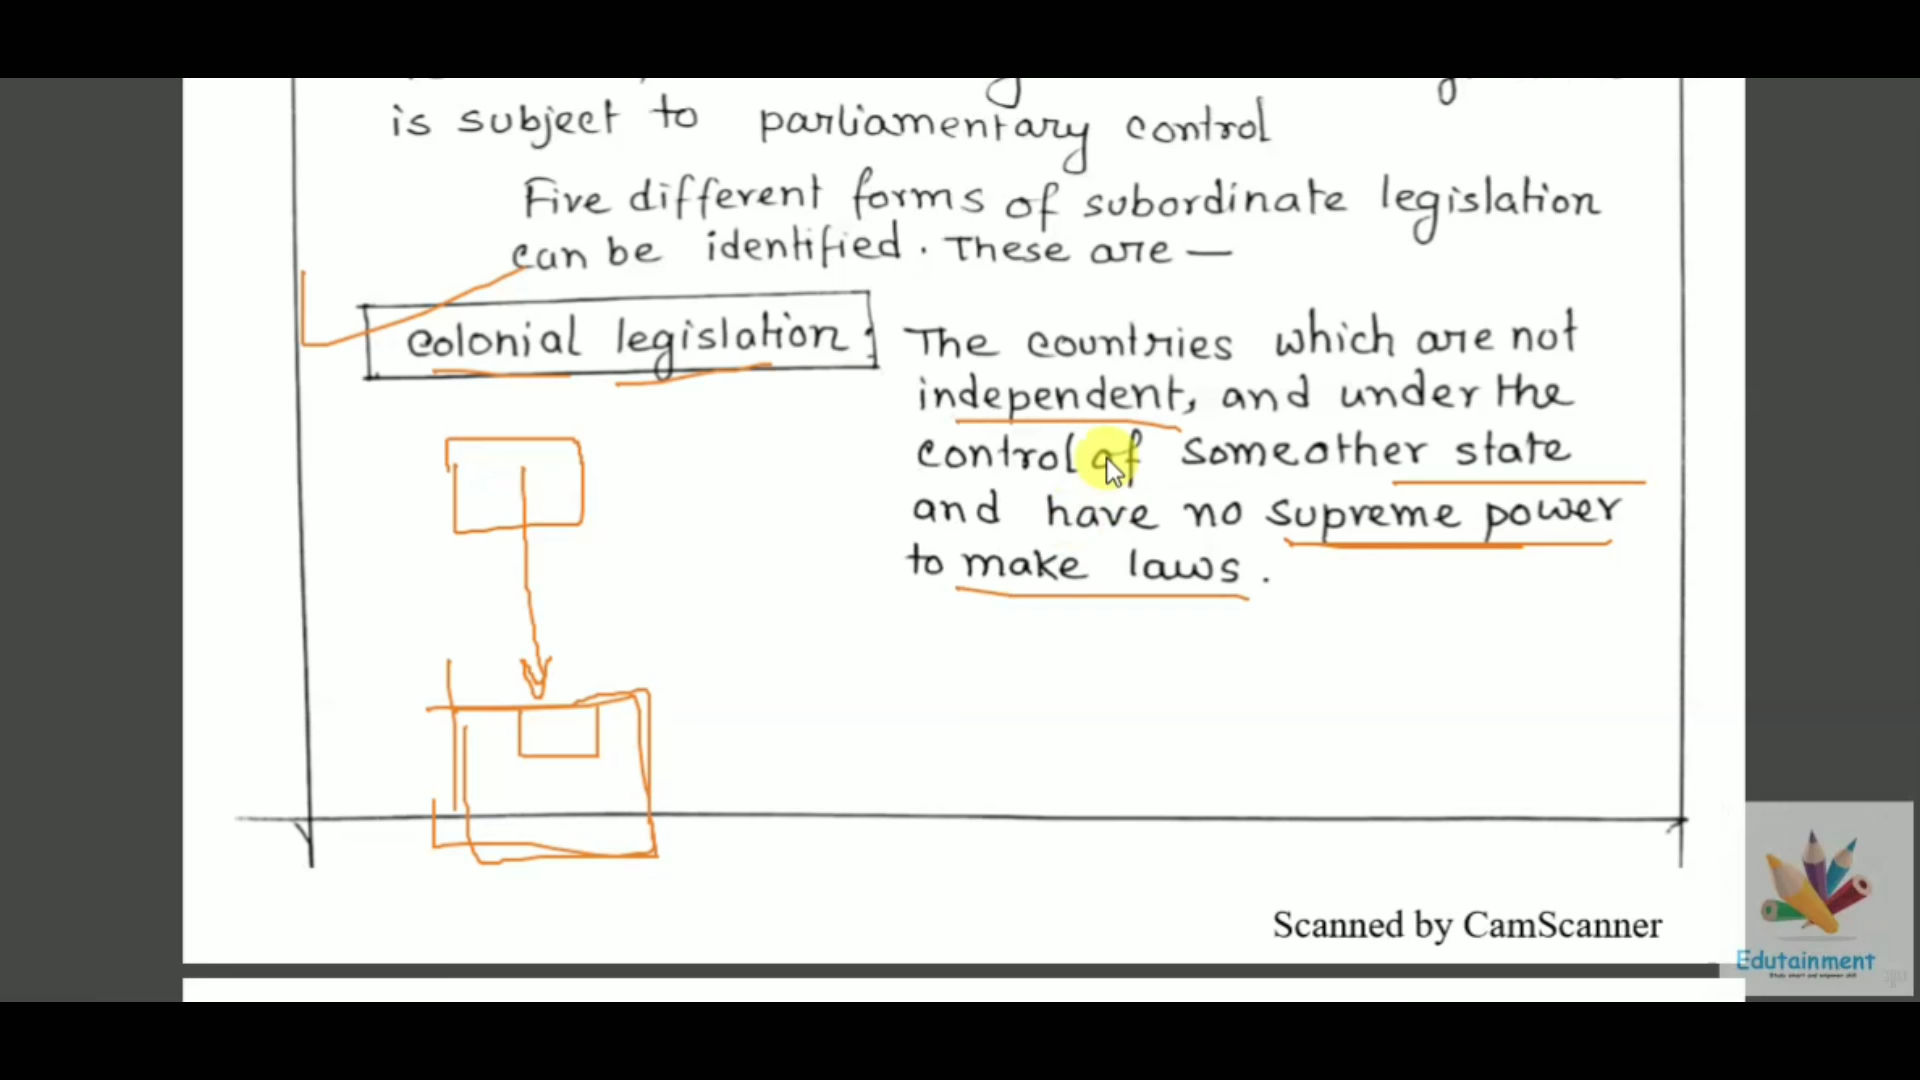 is subject to parliamentary control
Five different forms of subordinate legislation
can be identified. These are —
colonial legislation : The countries which are not
independent, and under the
control of someother state
and have no supreme power
to make laws.
Scanned by CamScanner
Edutainment